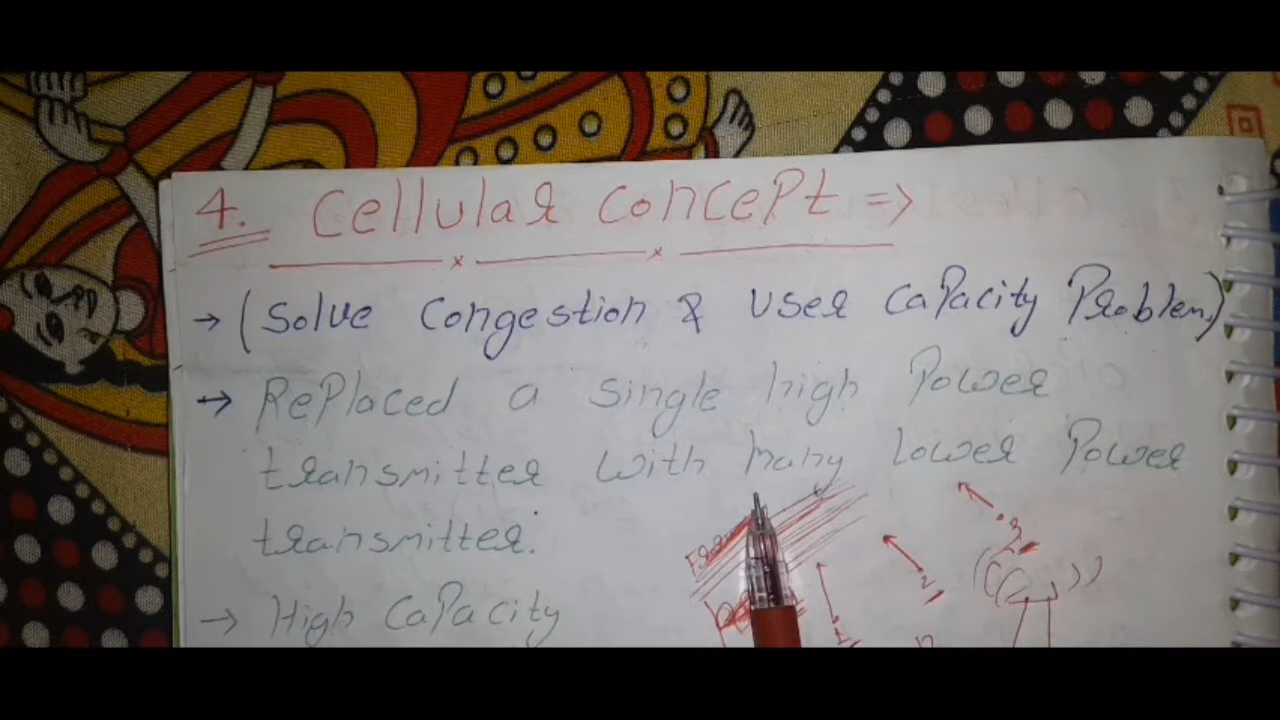 4. Cellular Concept =>
→ (Solve Congestion & User Capacity Problem.)
→ Replaced a single high Power
transmitter with many lower Power
transmitter.
→ High Capacity